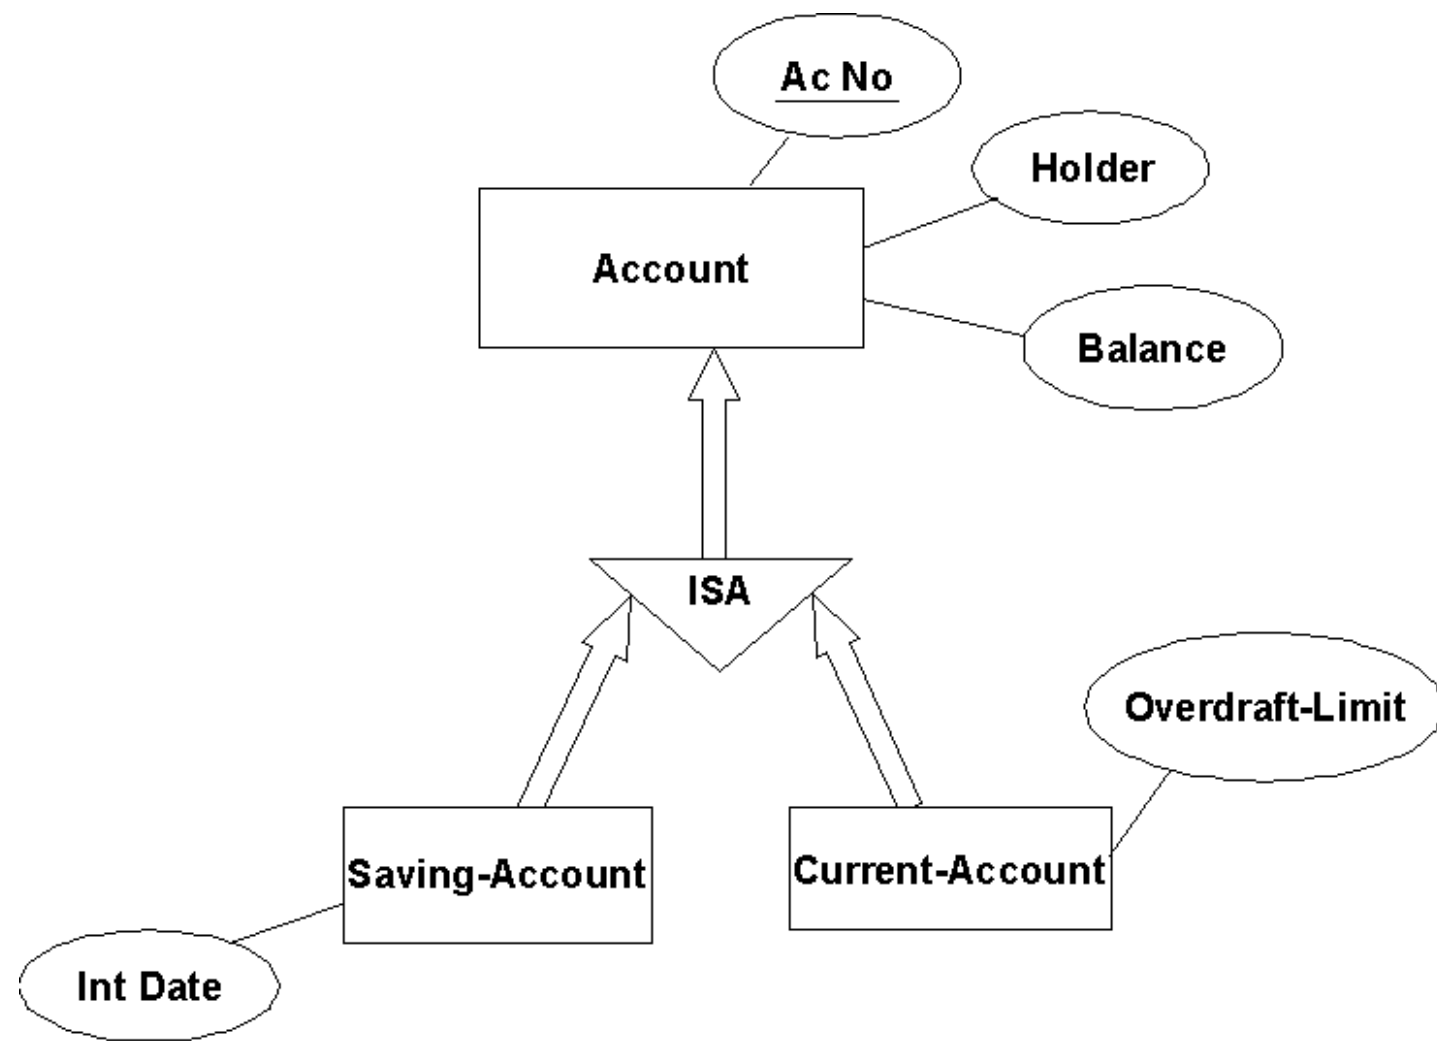 Ac No
Holder
Account
Balance
ISA
Overdraft-Limit
Saving-Account
Current-Account
Int Date